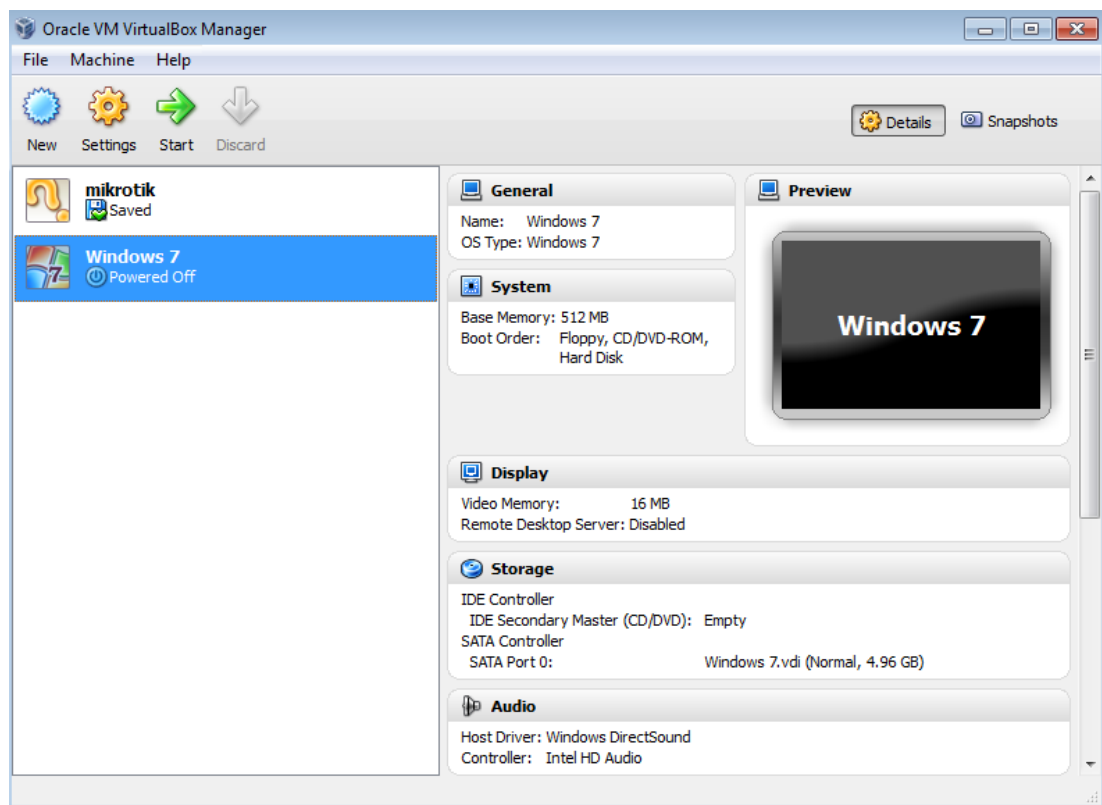 Oracle VM VirtualBox Manager
File Machine Help
New Settings Start Discard
Details Snapshots
mikrotik
Saved
Windows 7
Powered Off
General
Name: Windows 7
OS Type: Windows 7
System
Base Memory: 512 MB
Boot Order: Floppy, CD/DVD-ROM,
Hard Disk
Preview
Windows 7
Display
Video Memory: 16 MB
Remote Desktop Server: Disabled
Storage
IDE Controller
IDE Secondary Master (CD/DVD): Empty
SATA Controller
SATA Port 0: Windows 7.vdi (Normal, 4.96 GB)
Audio
Host Driver: Windows DirectSound
Controller: Intel HD Audio